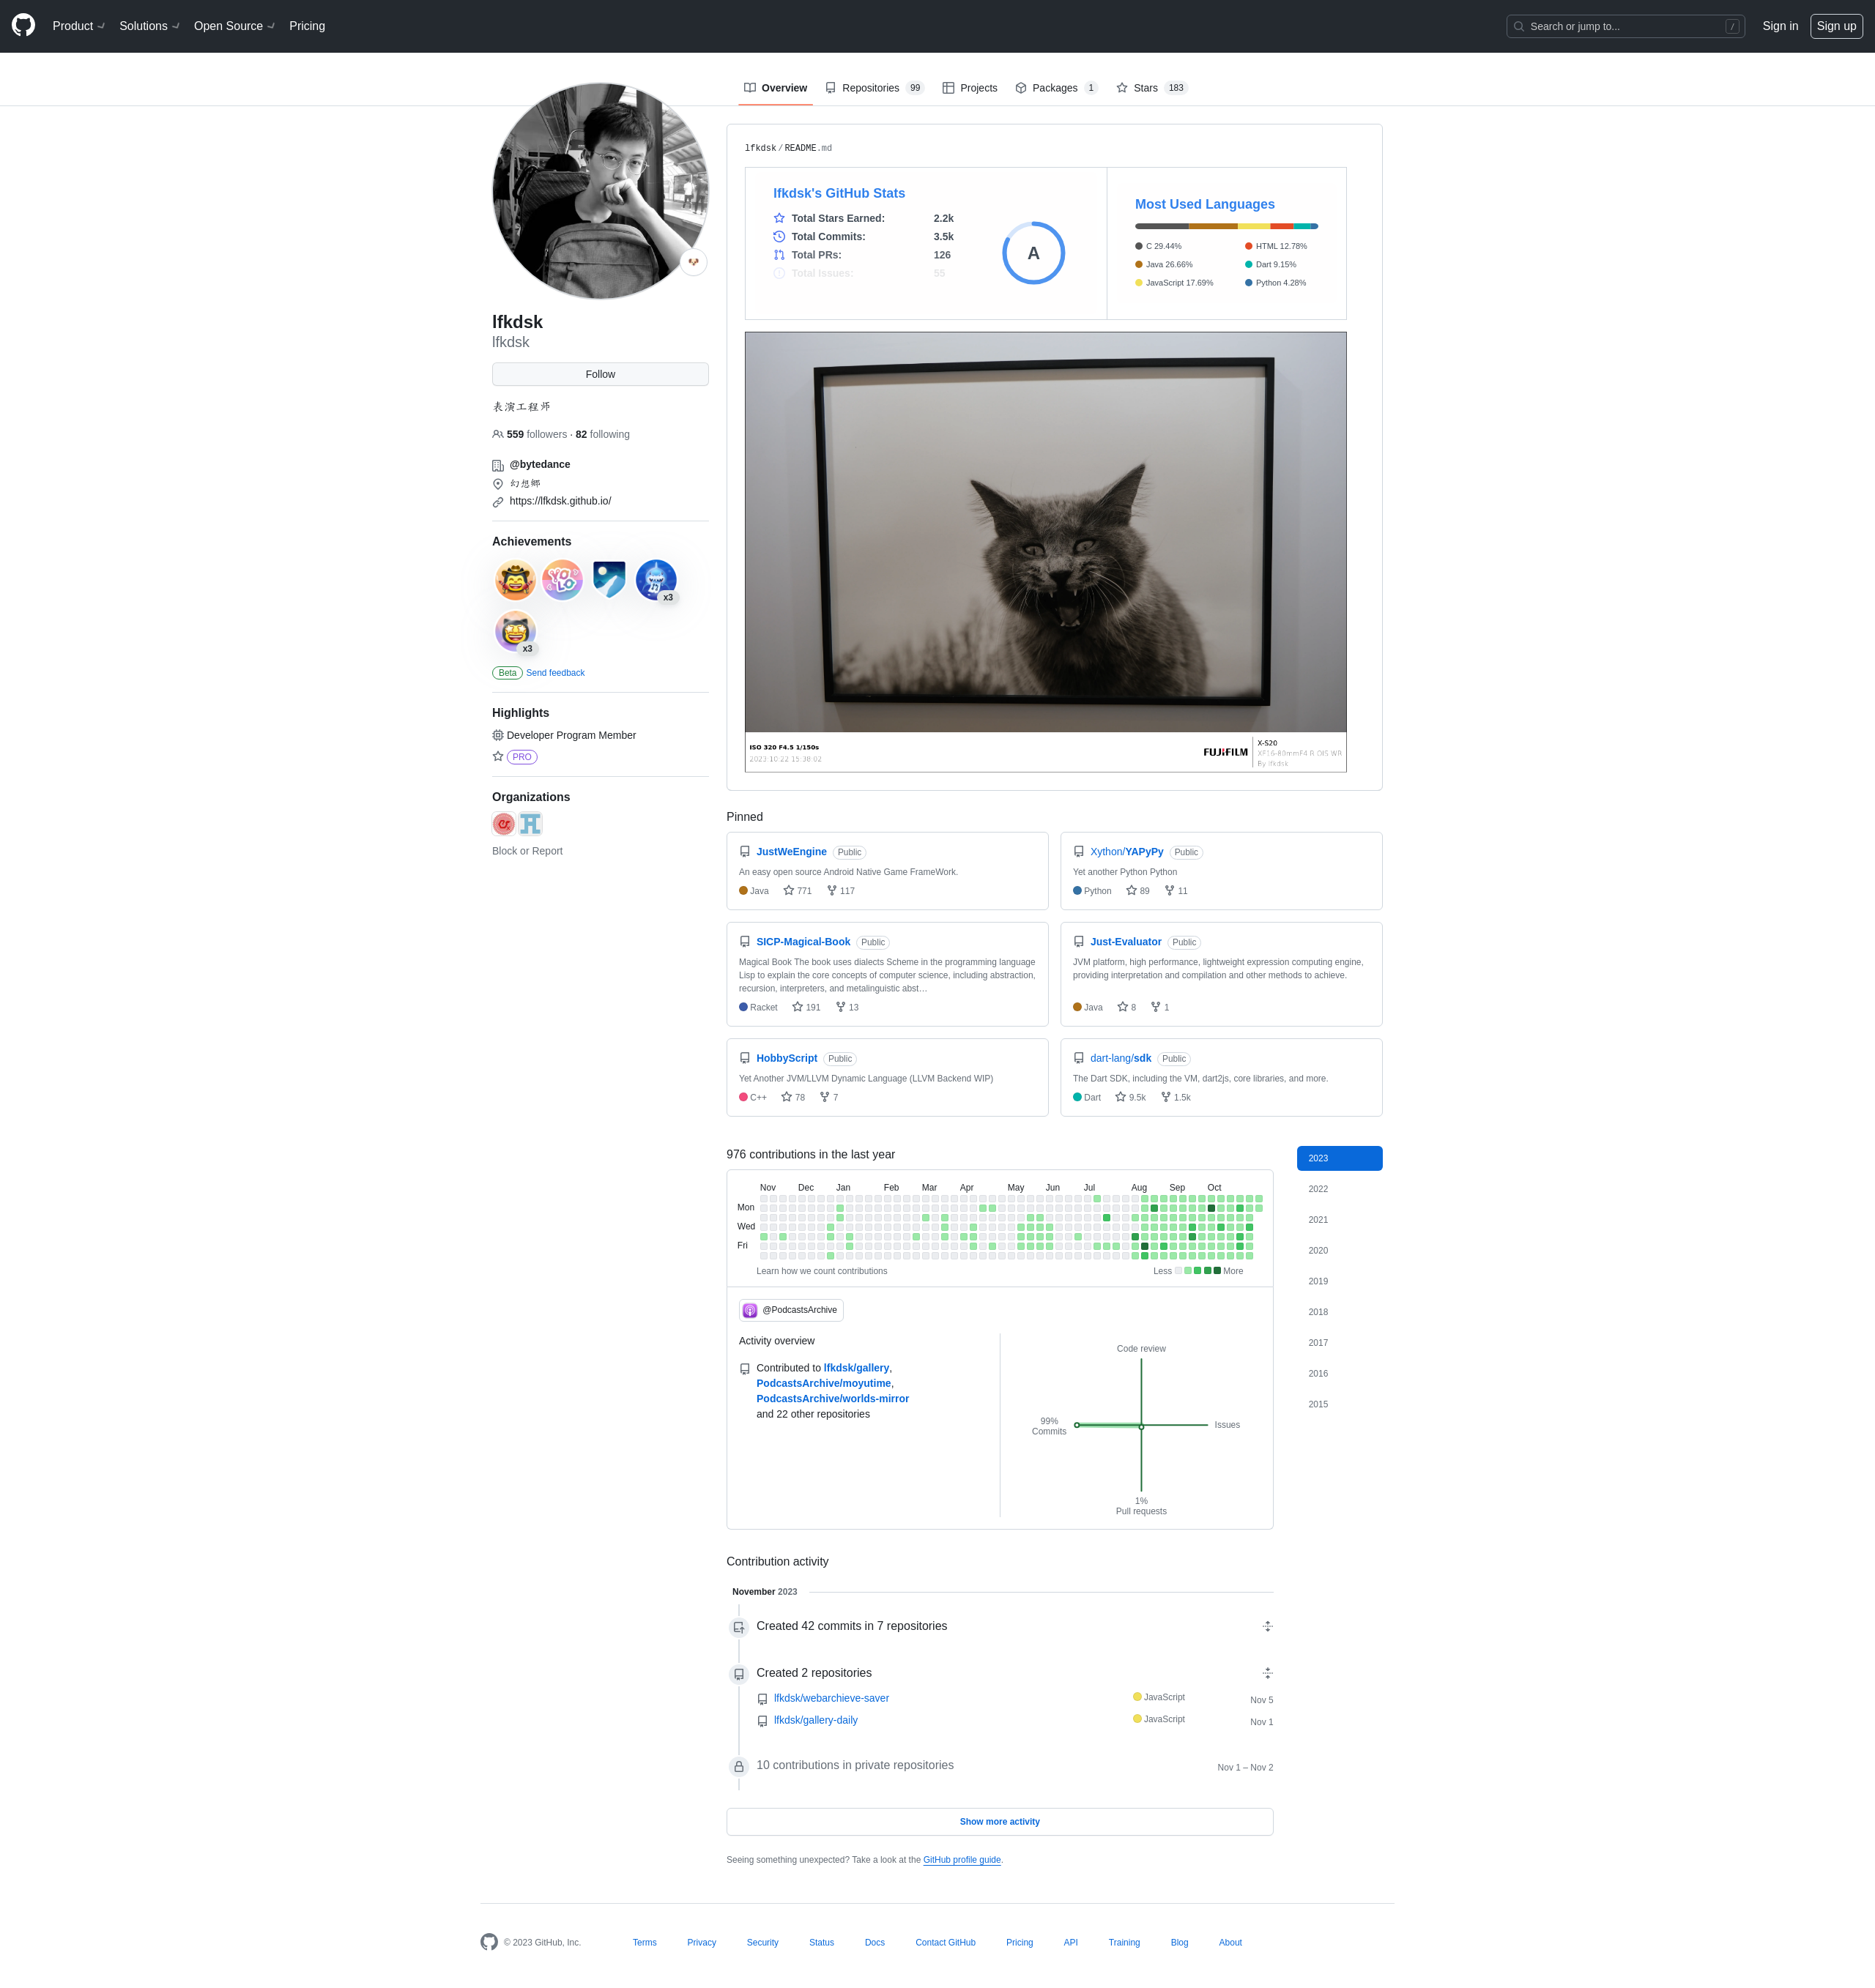 Product
Solutions
Open Source
Pricing
Search or jump to...
/
Sign in
Sign up
Overview
Repositories 99
Projects
Packages 1
Stars 183
lfkdsk
lfkdsk
Follow
表演工程师
559 followers · 82 following
@bytedance
幻想郷
https://lfkdsk.github.io/
Achievements
YOLO
x3
x3
Beta Send feedback
Highlights
Developer Program Member
PRO
Organizations
Block or Report
lfkdsk/README.md
lfkdsk's GitHub Stats
Total Stars Earned: 2.2k
Total Commits: 3.5k
Total PRs: 126
Total Issues: 55
A
Most Used Languages
C 29.44%
Java 26.66%
JavaScript 17.69%
HTML 12.78%
Dart 9.15%
Python 4.28%
ISO 320 F4.5 1/150s
2023:10:22 15:38:02
FUJIFILM
X-S20
By lfkdsk
Pinned
JustWeEngine Public
An easy open source Android Native Game FrameWork.
Java 771 117
Xython/YAPyPy Public
Yet another Python Python
Python 89 11
SICP-Magical-Book Public
Magical Book The book uses dialects Scheme in the programming language
Lisp to explain the core concepts of computer science, including abstraction,
recursion, interpreters, and metalinguistic abst…
Racket 191 13
Just-Evaluator Public
JVM platform, high performance, lightweight expression computing engine,
providing interpretation and compilation and other methods to achieve.
Java 8 1
HobbyScript Public
Yet Another JVM/LLVM Dynamic Language (LLVM Backend WIP)
C++ 78 7
dart-lang/sdk Public
The Dart SDK, including the VM, dart2js, core libraries, and more.
Dart 9.5k 1.5k
976 contributions in the last year
Nov Dec Jan Feb Mar Apr May Jun Jul Aug Sep Oct
Mon
Wed
Fri
Learn how we count contributions
Less More
@PodcastsArchive
Activity overview
Contributed to lfkdsk/gallery,
PodcastsArchive/moyutime,
PodcastsArchive/worlds-mirror
and 22 other repositories
Code review
99%
Commits
Issues
1%
Pull requests
2023
2022
2021
2020
2019
2018
2017
2016
2015
Contribution activity
November 2023
Created 42 commits in 7 repositories
Created 2 repositories
lfkdsk/webarchieve-saver JavaScript Nov 5
lfkdsk/gallery-daily JavaScript Nov 1
10 contributions in private repositories Nov 1 – Nov 2
Show more activity
Seeing something unexpected? Take a look at the GitHub profile guide.
© 2023 GitHub, Inc.
Terms
Privacy
Security
Status
Docs
Contact GitHub
Pricing
API
Training
Blog
About